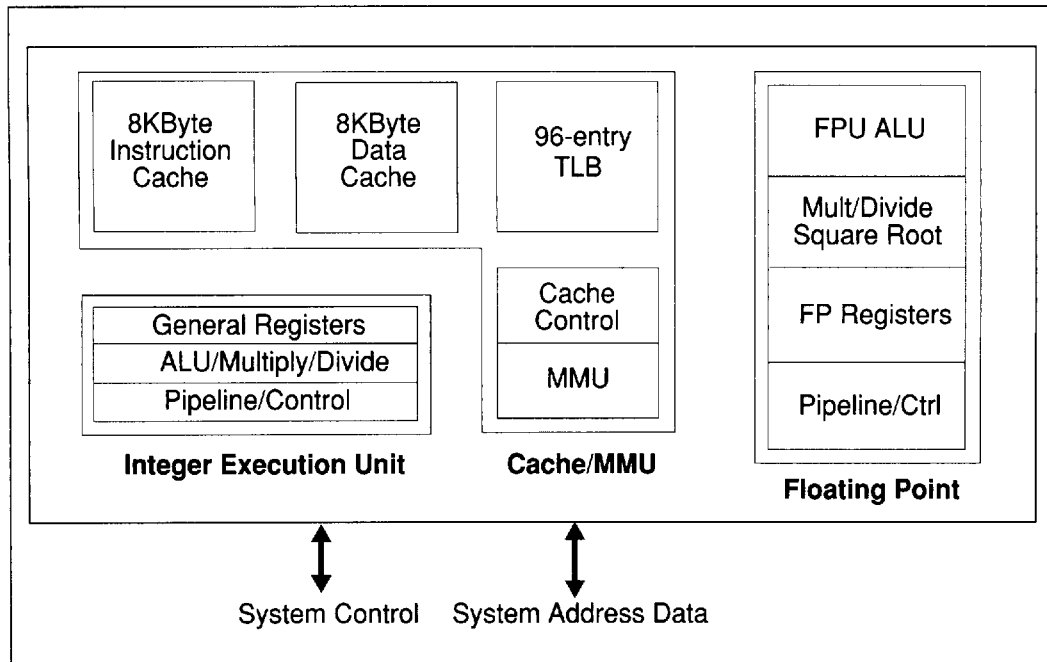 8KByte
Instruction
Cache
8KByte
Data
Cache
96-entry
TLB
Cache
Control
MMU
Cache/MMU
General Registers
ALU/Multiply/Divide
Pipeline/Control
Integer Execution Unit
FPU ALU
Mult/Divide
Square Root
FP Registers
Pipeline/Ctrl
Floating Point
System Control
System Address Data